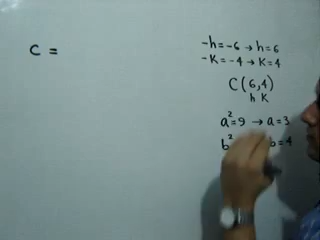 c =
-h=-6→h=6
-K=-4→K=4
C(6,4)
h K
a²=9 → a=3
b² b=4